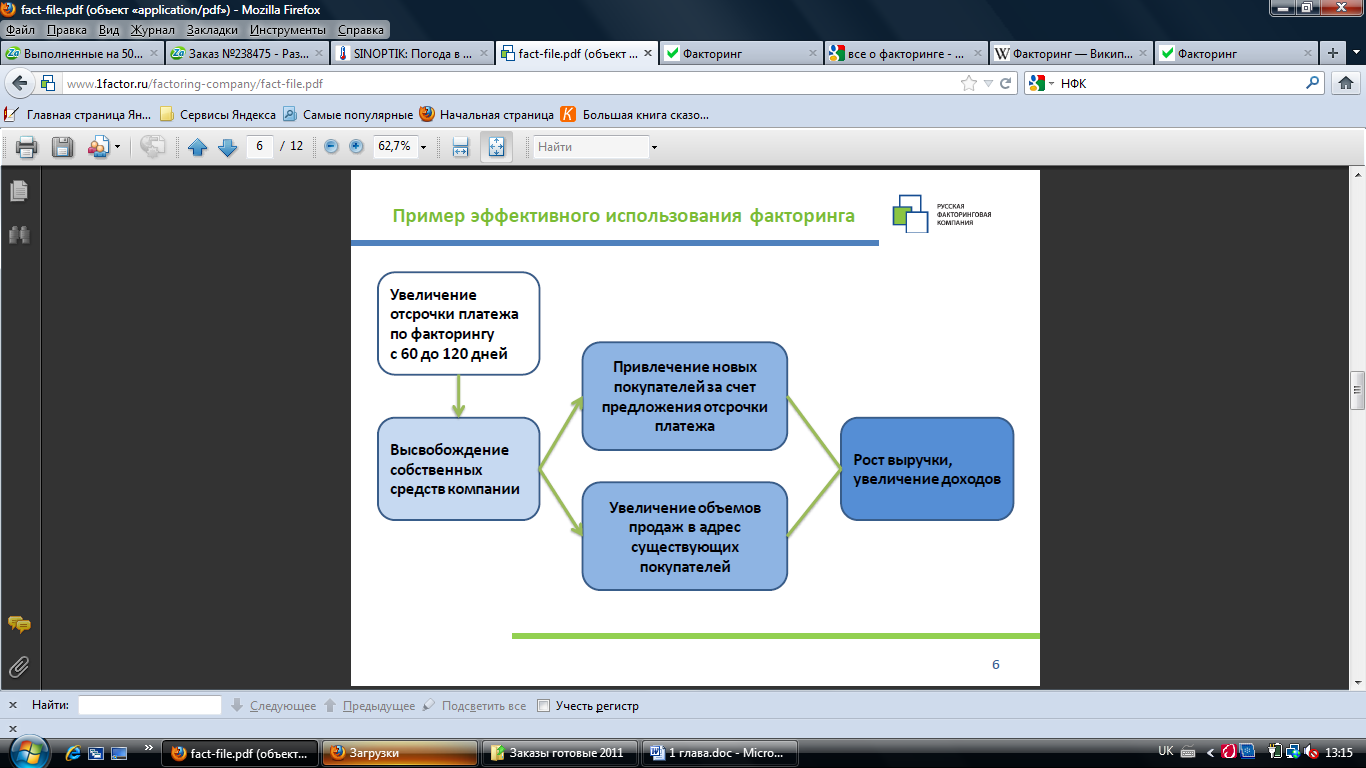 fact-file.pdf (объект «application/pdf») - Mozilla Firefox
Файл Правка Вид Журнал Закладки Инструменты Справка
Выполненные на 50... Заказ №238475 - Раз... SINOPTIK: Погода в ... fact-file.pdf (объект ... Факторинг все о факторинге - ... Факторинг — Викип... Факторинг
www.1factor.ru/factoring-company/fact-file.pdf НФК
Главная страница Ян... Сервисы Яндекса Самые популярные Начальная страница Большая книга сказо...
6 / 12 62,7% Найти
Пример эффективного использования факторинга
РУССКАЯ
ФАКТОРИНГОВАЯ
КОМПАНИЯ
Увеличение
отсрочки платежа
по факторингу
с 60 до 120 дней
Высвобождение
собственных
средств компании
Привлечение новых
покупателей за счет
предложения отсрочки
платежа
Увеличение объемов
продаж в адрес
существующих
покупателей
Рост выручки,
увеличение доходов
6
Найти: Следующее Предыдущее Подсветить все Учесть регистр
fact-file.pdf (объект... Загрузки Заказы готовые 2011 1 глава.doc - Micro... UK 13:15